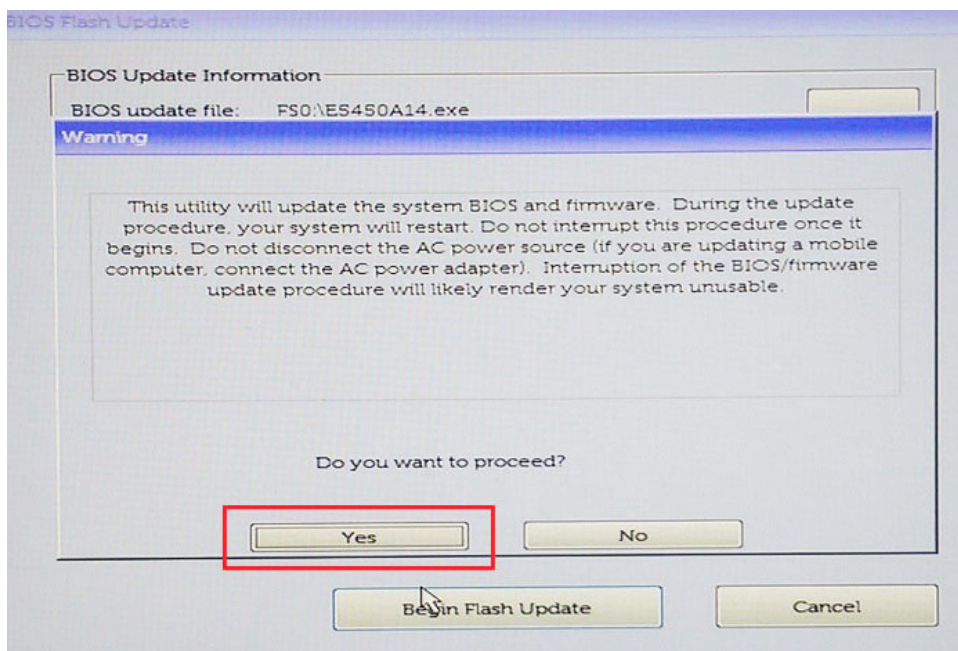 BIOS Flash Update
BIOS Update Information
BIOS update file: FS0:\E5450A14.exe
Warning
This utility will update the system BIOS and firmware. During the update
procedure, your system will restart. Do not interrupt this procedure once it
begins. Do not disconnect the AC power source (if you are updating a mobile
computer, connect the AC power adapter). Interruption of the BIOS/firmware
update procedure will likely render your system unusable.
Do you want to proceed?
Yes No
Begin Flash Update Cancel